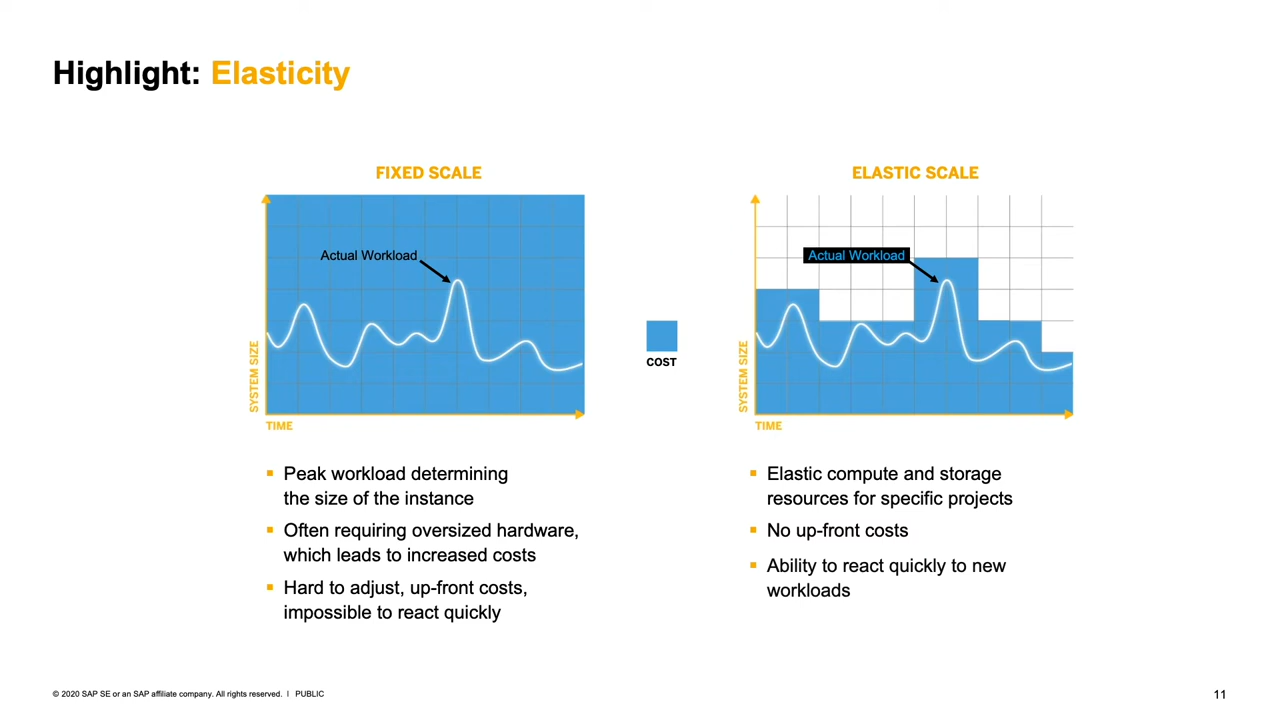 Highlight: Elasticity
FIXED SCALE
Actual Workload
SYSTEM SIZE
TIME
COST
ELASTIC SCALE
Actual Workload
SYSTEM SIZE
TIME
▪ Peak workload determining
the size of the instance
▪ Often requiring oversized hardware,
which leads to increased costs
▪ Hard to adjust, up-front costs,
impossible to react quickly
▪ Elastic compute and storage
resources for specific projects
▪ No up-front costs
▪ Ability to react quickly to new
workloads
© 2020 SAP SE or an SAP affiliate company. All rights reserved. | PUBLIC
11